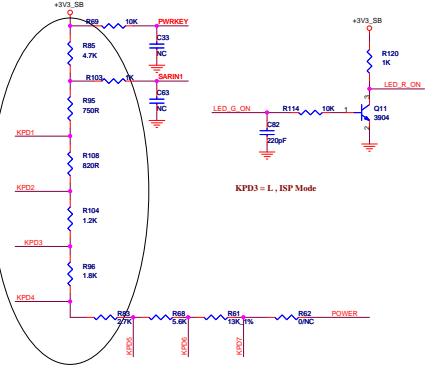 +3V3_SB
R69 10K PWRKEY
C33
NC
R85
4.7K
R103 1K SARIN1
C63
NC
R95
750R
KPD1
R108
820R
KPD2
R104
1.2K
KPD3
R96
1.8K
KPD4
R83
2.7K
R68
5.6K
R61
13K_1%
R62
0/NC
POWER
KPD5
KPD6
KPD7
+3V3_SB
R120
1K
LED_R_ON
LED_G_ON
R114 10K
3
1
2
Q11
3904
C82
220pF
KPD3 = L , ISP Mode